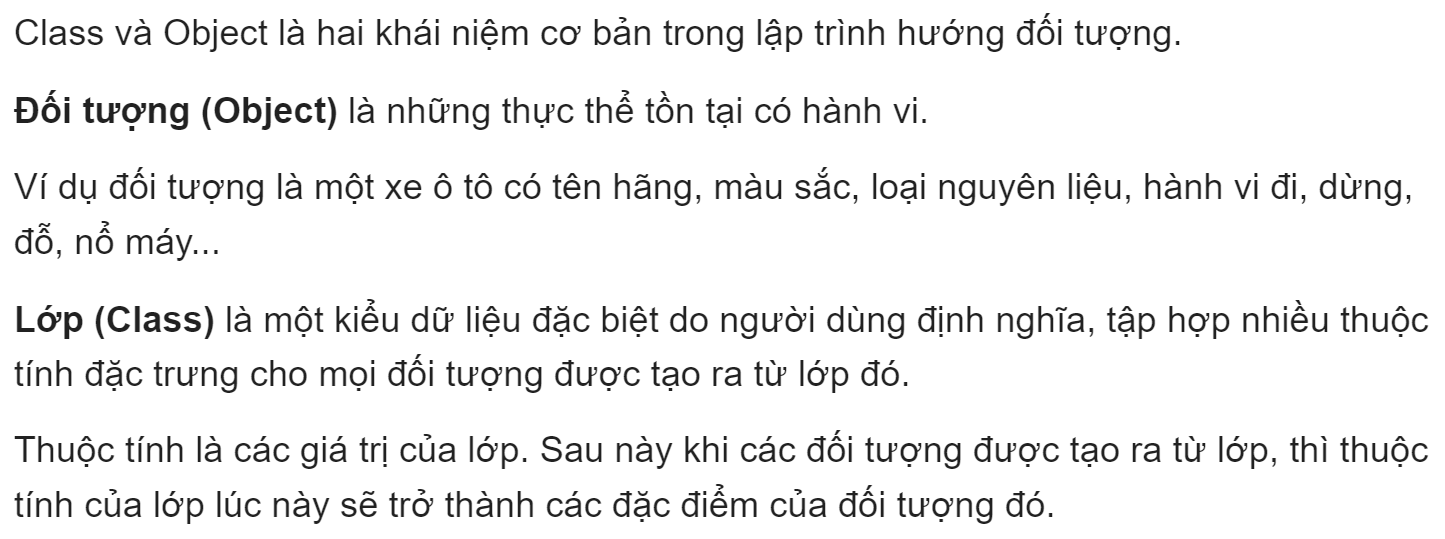 Class và Object là hai khái niệm cơ bản trong lập trình hướng đối tượng.
Đối tượng (Object) là những thực thể tồn tại có hành vi.
Ví dụ đối tượng là một xe ô tô có tên hãng, màu sắc, loại nguyên liệu, hành vi đi, dừng,
đỗ, nổ máy...
Lớp (Class) là một kiểu dữ liệu đặc biệt do người dùng định nghĩa, tập hợp nhiều thuộc
tính đặc trưng cho mọi đối tượng được tạo ra từ lớp đó.
Thuộc tính là các giá trị của lớp. Sau này khi các đối tượng được tạo ra từ lớp, thì thuộc
tính của lớp lúc này sẽ trở thành các đặc điểm của đối tượng đó.